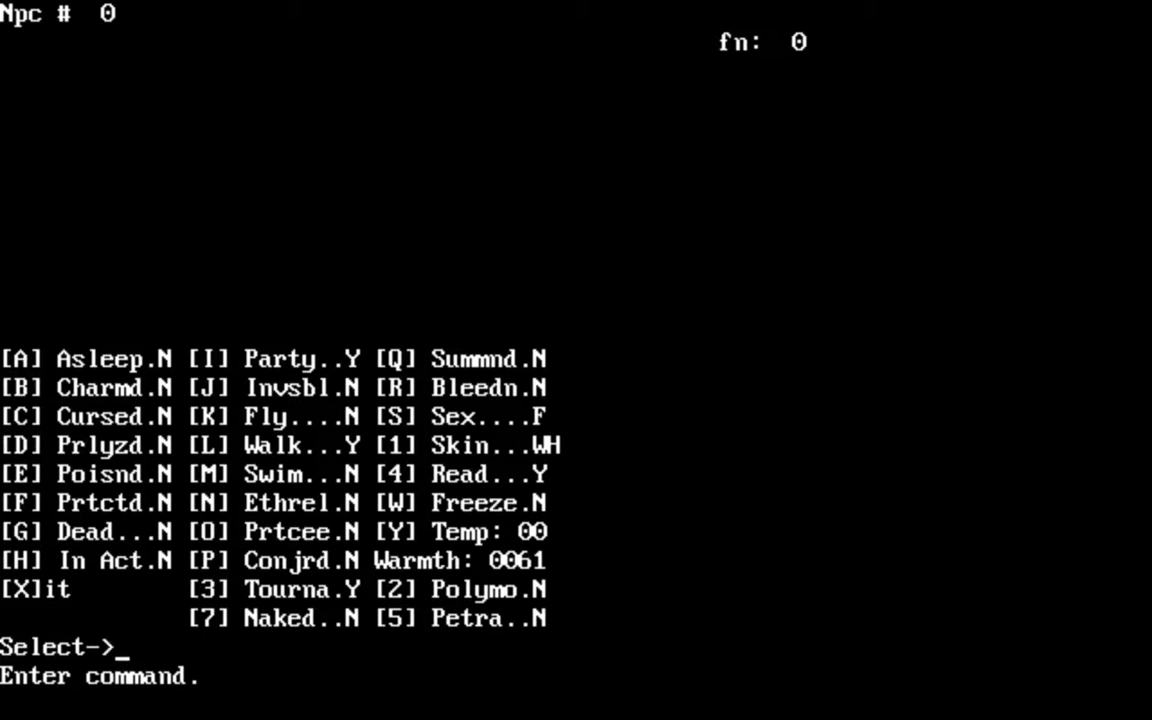 Npc #  0
fn:  0
[A] Asleep.N [I] Party..Y [Q] Summnd.N
[B] Charmd.N [J] Invsbl.N [R] Bleedn.N
[C] Cursed.N [K] Fly....N [S] Sex....F
[D] Prlyzd.N [L] Walk...Y [1] Skin...WH
[E] Poisnd.N [M] Swim...N [4] Read...Y
[F] Prtctd.N [N] Ethrel.N [W] Freeze.N
[G] Dead...N [O] Prtcee.N [Y] Temp: 00
[H] In Act.N [P] Conjrd.N Warmth: 0061
[X]it [3] Tourna.Y [2] Polymo.N
[7] Naked..N [5] Petra..N
Select->_
Enter command.